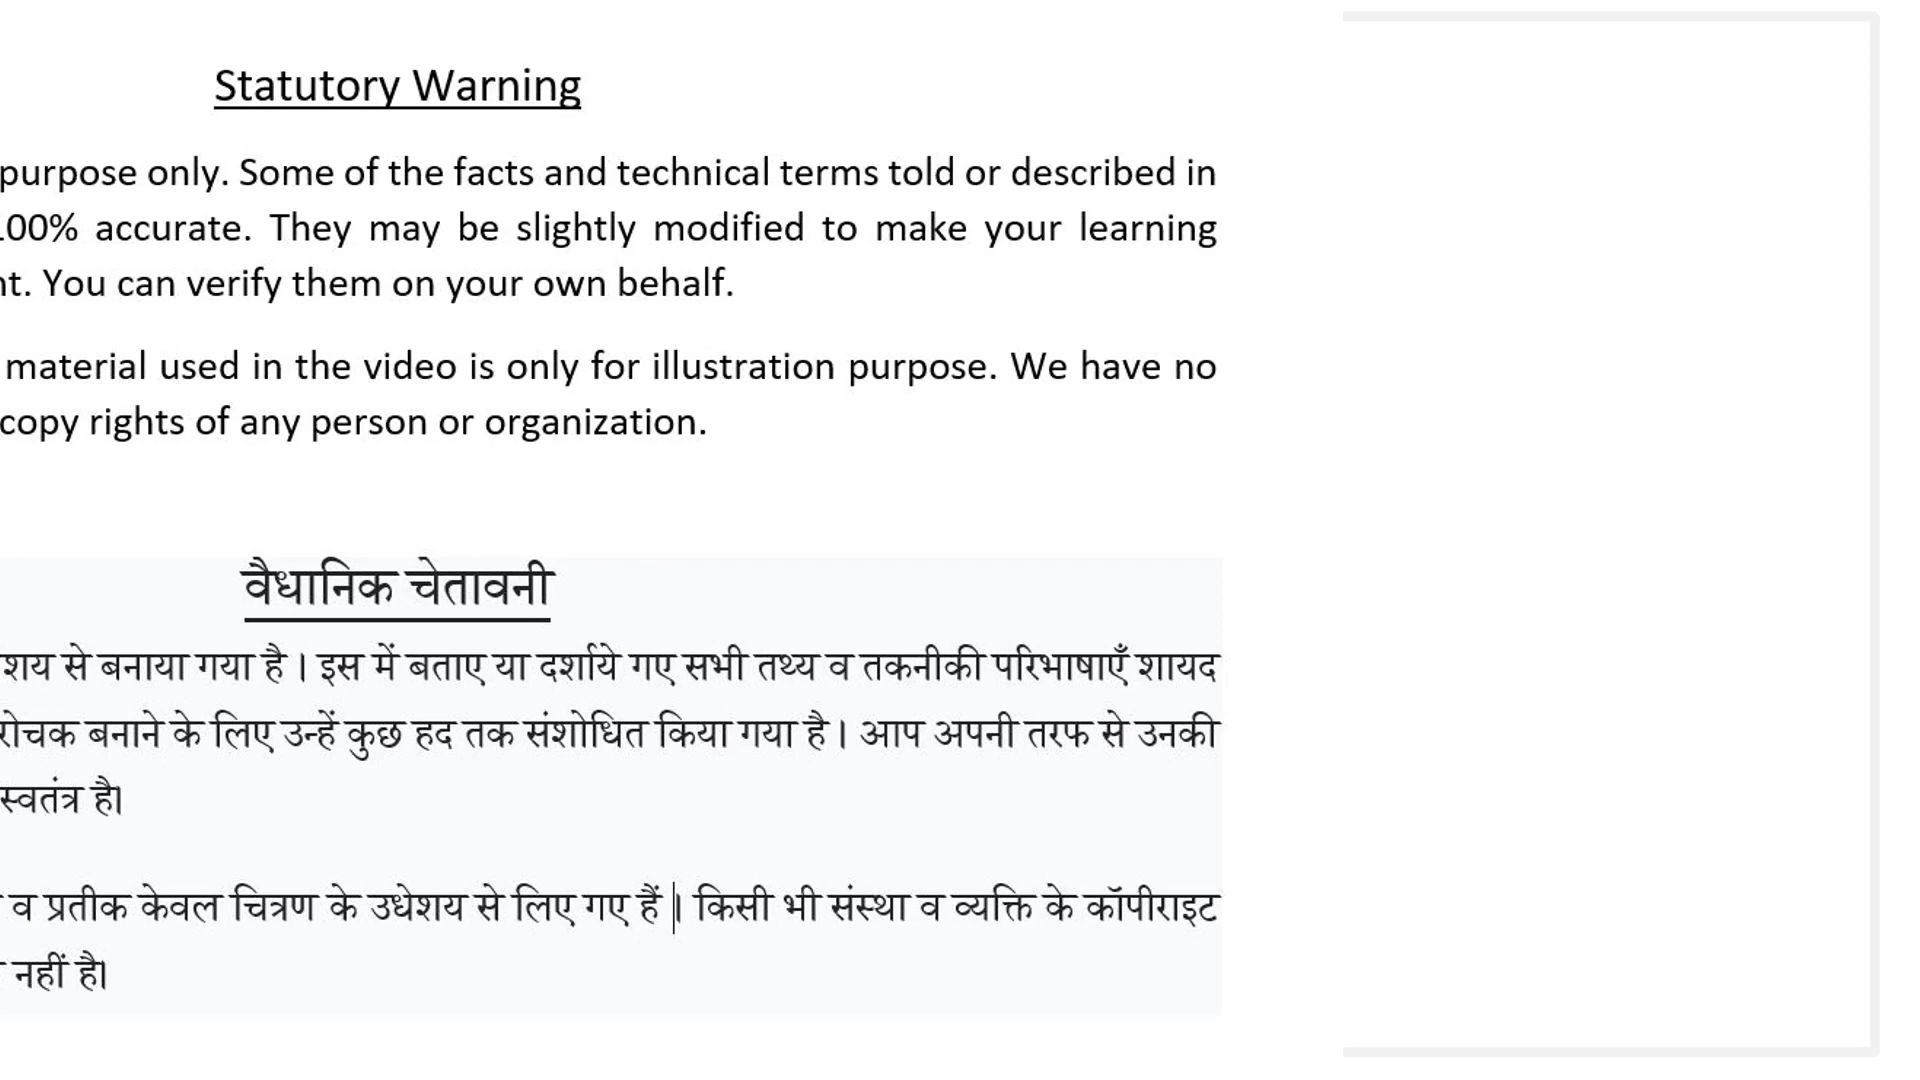 Statutory Warning
purpose only. Some of the facts and technical terms told or described in
100% accurate. They may be slightly modified to make your learning
You can verify them on your own behalf.
material used in the video is only for illustration purpose. We have no
copy rights of any person or organization.
वैधानिक चेतावनी
से बनाया गया है । इस में बताए या दर्शाये गए सभी तथ्य व तकनीकी परिभाषाएँ शायद
रोचक बनाने के लिए उन्हें कुछ हद तक संशोधित किया गया है । आप अपनी तरफ से उनकी
स्वतंत्र है।
व प्रतीक केवल चित्रण के उधेशय से लिए गए हैं । किसी भी संस्था व व्यक्ति के कॉपीराइट
नहीं है।